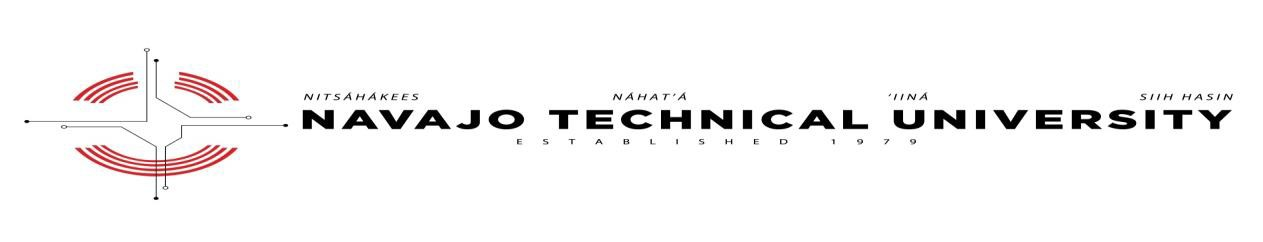 NITSÁHÁKEES NÁHAT'Á 'IINÁ SIIH HASIN
NAVAJO TECHNICAL UNIVERSITY
ESTABLISHED 1979